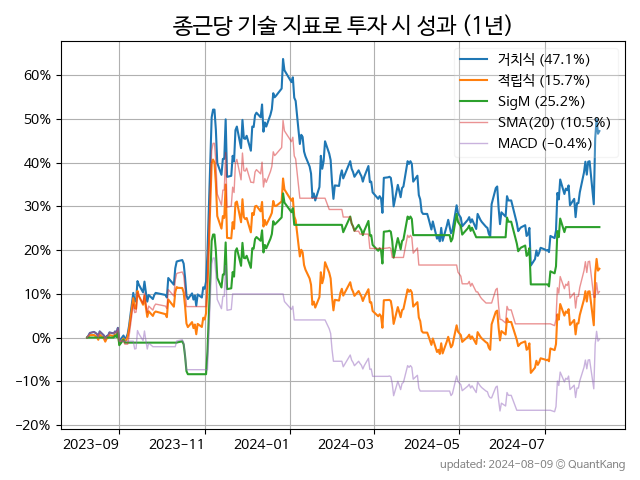 종근당 기술 지표로 투자 시 성과 (1년)
거치식 (47.1%)
적립식 (15.7%)
SigM (25.2%)
SMA(20) (10.5%)
MACD (−0.4%)
60%
50%
40%
30%
20%
10%
0%
−10%
−20%
2023-09 2023-11 2024-01 2024-03 2024-05 2024-07
updated: 2024-08-09 © QuantKang